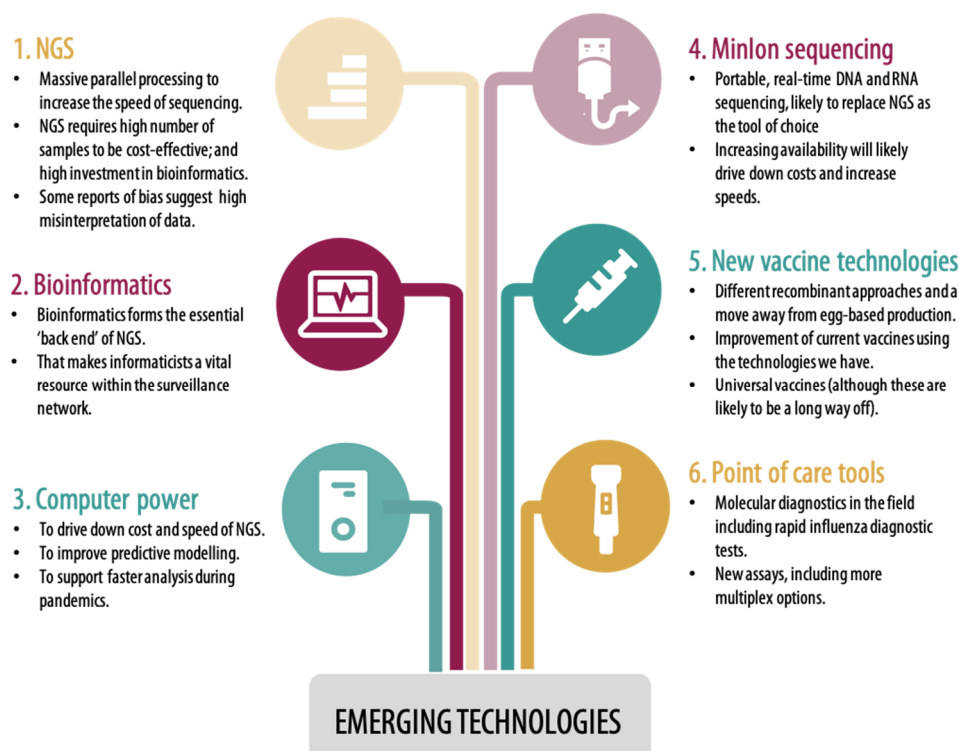 1. NGS
• Massive parallel processing to
increase the speed of sequencing.
• NGS requires high number of
samples to be cost-effective; and
high investment in bioinformatics.
• Some reports of bias suggest high
misinterpretation of data.
2. Bioinformatics
• Bioinformatics forms the essential
'back end' of NGS.
• That makes informaticists a vital
resource within the surveillance
network.
3. Computer power
• To drive down cost and speed of NGS.
• To improve predictive modelling.
• To support faster analysis during
pandemics.
4. MinIon sequencing
• Portable, real-time DNA and RNA
sequencing, likely to replace NGS as
the tool of choice
• Increasing availability will likely
drive down costs and increase
speeds.
5. New vaccine technologies
• Different recombinant approaches and a
move away from egg-based production.
• Improvement of current vaccines using
the technologies we have.
• Universal vaccines (although these are
likely to be a long way off).
6. Point of care tools
• Molecular diagnostics in the field
including rapid influenza diagnostic
tests.
• New assays, including more
multiplex options.
EMERGING TECHNOLOGIES